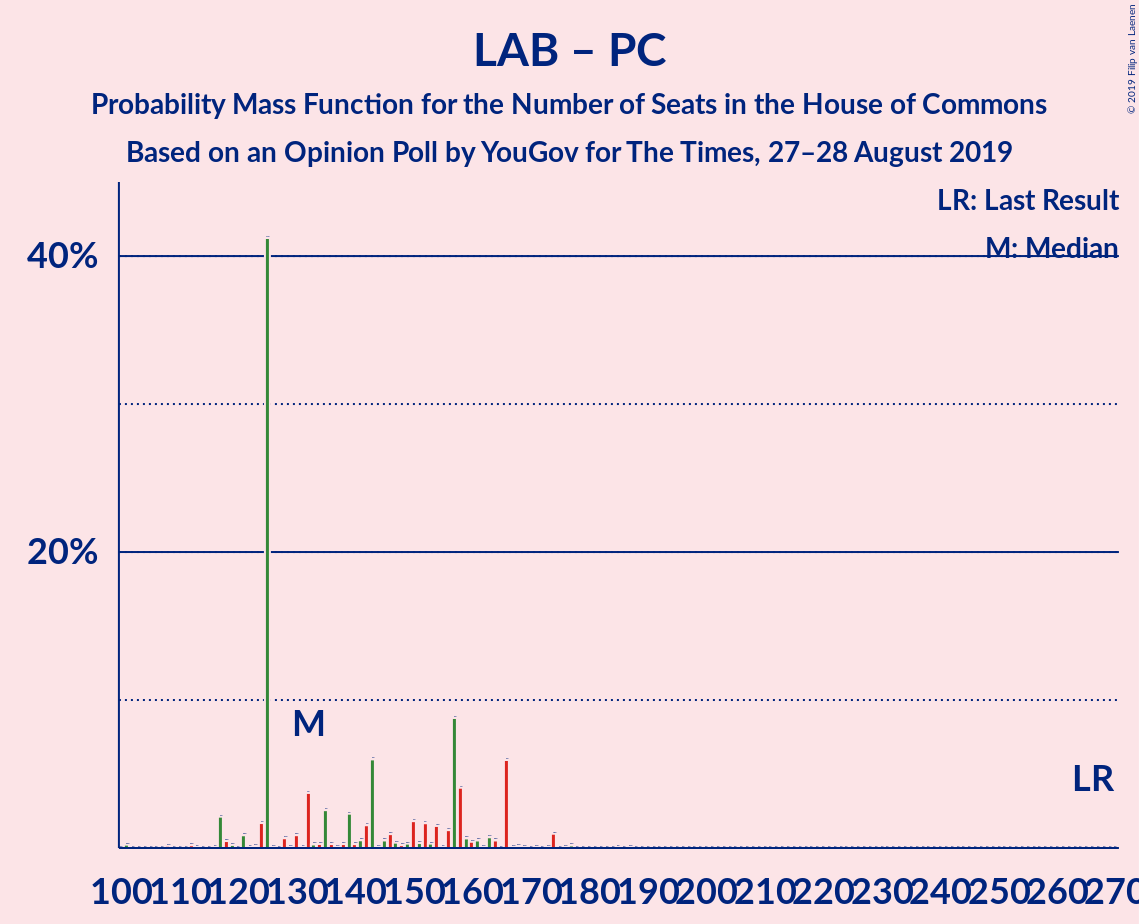 LAB – PC
Probability Mass Function for the Number of Seats in the House of Commons
Based on an Opinion Poll by YouGov for The Times, 27–28 August 2019
© 2019 Filip van Laenen
LR: Last Result
M: Median
40%
20%
M
LR
100 110 120 130 140 150 160 170 180 190 200 210 220 230 240 250 260 270